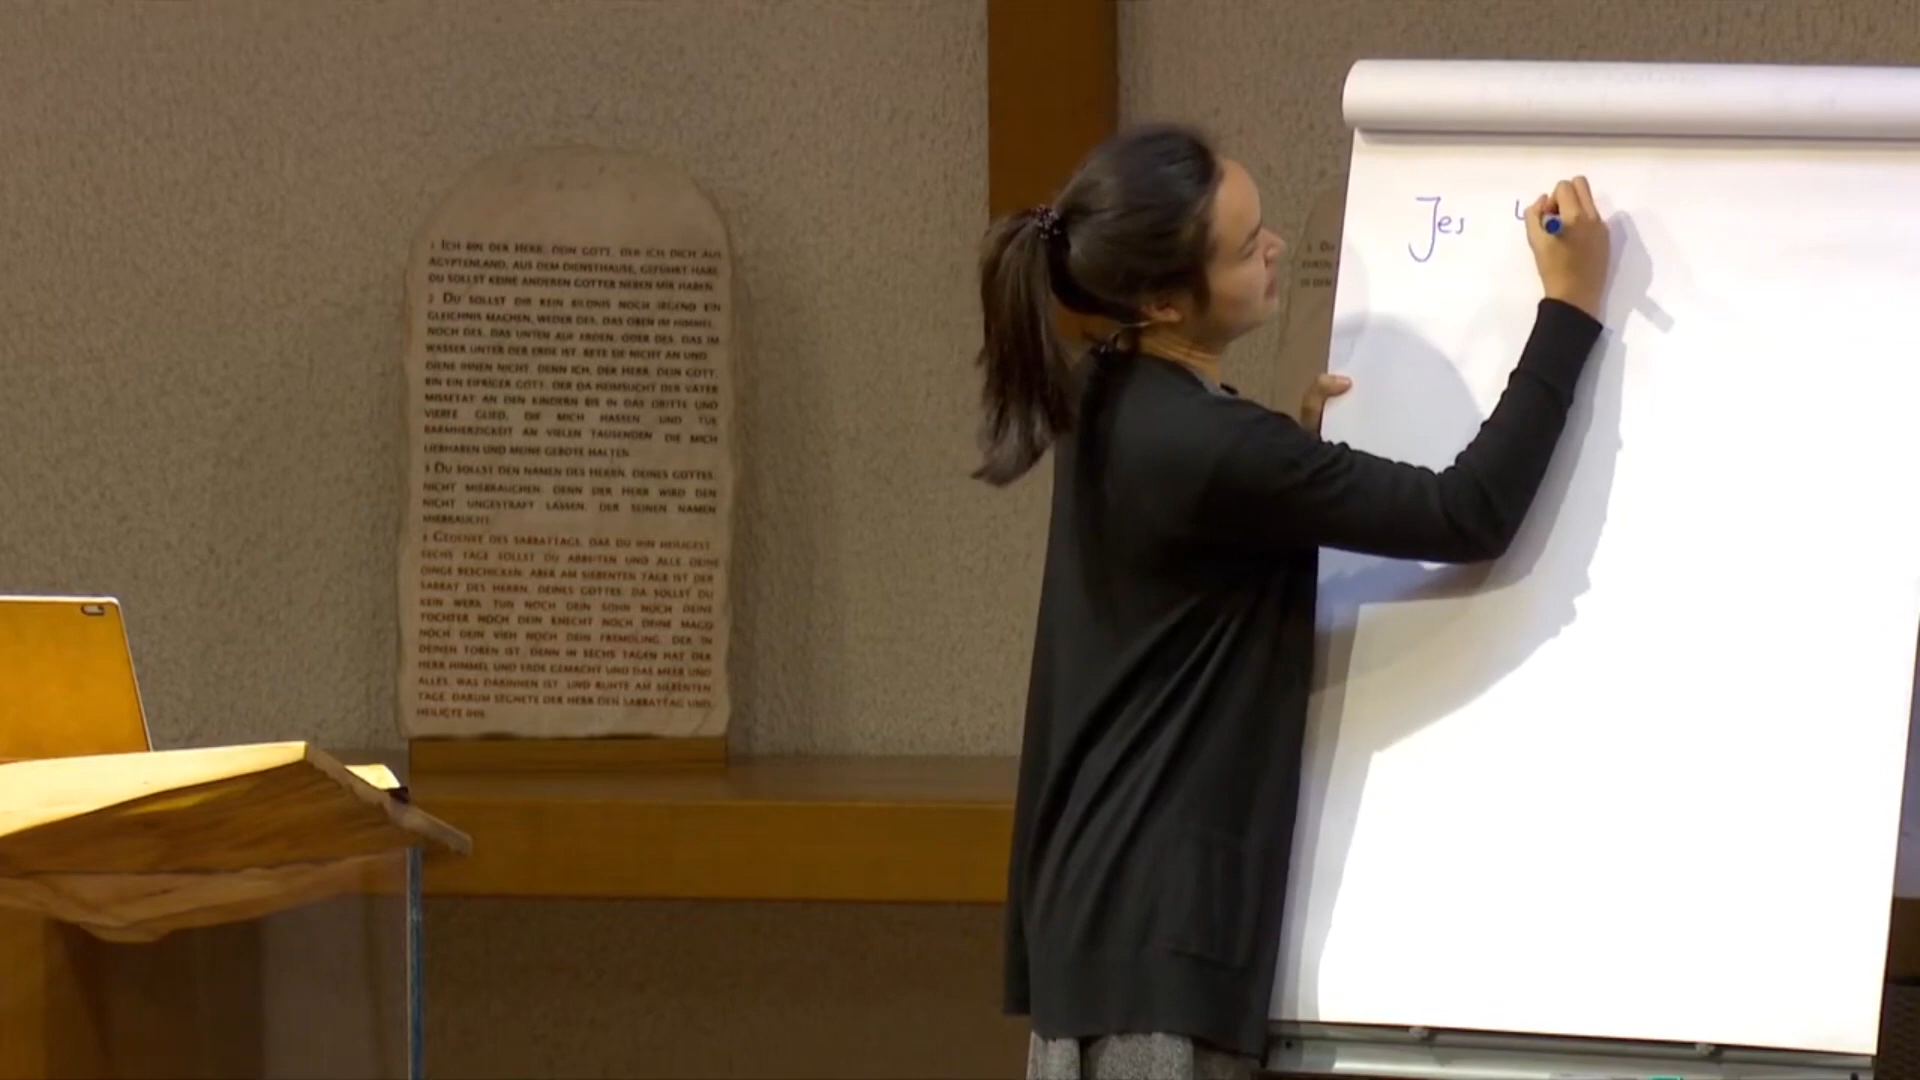 1 ICH BIN DER HERR, DEIN GOTT, DER ICH DICH AUS
ÄGYPTENLAND, AUS DEM DIENSTHAUSE, GEFÜHRT HABE.
DU SOLLST KEINE ANDEREN GÖTTER NEBEN MIR HABEN.
2 DU SOLLST DIR KEIN BILDNIS NOCH IRGEND EIN
GLEICHNIS MACHEN, WEDER DES, DAS OBEN IM HIMMEL,
NOCH DES, DAS UNTEN AUF ERDEN, ODER DES, DAS IM
WASSER UNTER DER ERDE IST. BETE SIE NICHT AN UND
DIENE IHNEN NICHT. DENN ICH, DER HERR, DEIN GOTT,
BIN EIN EIFRIGER GOTT, DER DA HEIMSUCHT DER VÄTER
MISSETAT AN DEN KINDERN BIS IN DAS DRITTE UND
VIERTE GLIED, DIE MICH HASSEN, UND TUE
BARMHERZIGKEIT AN VIELEN TAUSENDEN, DIE MICH
LIEBHABEN UND MEINE GEBOTE HALTEN.
3 DU SOLLST DEN NAMEN DES HERRN, DEINES GOTTES,
NICHT MIßBRAUCHEN; DENN DER HERR WIRD DEN
NICHT UNGESTRAFT LASSEN, DER SEINEN NAMEN
MIßBRAUCHT.
4 GEDENKE DES SABBATTAGS, DAß DU IHN HEILIGEST.
SECHS TAGE SOLLST DU ARBEITEN UND ALLE DEINE
DINGE BESCHICKEN; ABER AM SIEBENTEN TAGE IST DER
SABBAT DES HERRN, DEINES GOTTES; DA SOLLST DU
KEIN WERK TUN NOCH DEIN SOHN NOCH DEINE
TOCHTER NOCH DEIN KNECHT NOCH DEINE MAGD
NOCH DEIN VIEH NOCH DEIN FREMDLING, DER IN
DEINEN TOREN IST. DENN IN SECHS TAGEN HAT DER
HERR HIMMEL UND ERDE GEMACHT UND DAS MEER UND
ALLES, WAS DARINNEN IST, UND RUHTE AM SIEBENTEN
TAGE. DARUM SEGNETE DER HERR DEN SABBATTAG UND
HEILIGTE IHN.
Jes